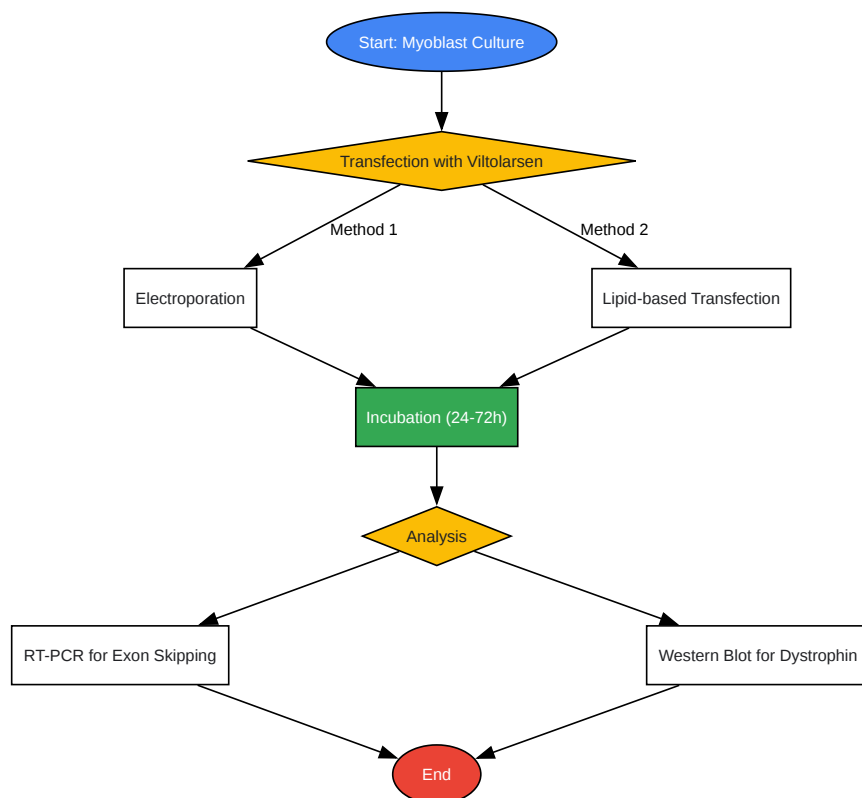 Start: Myoblast Culture
Transfection with Viltolarsen
Method 1
Method 2
Electroporation
Lipid-based Transfection
Incubation (24-72h)
Analysis
RT-PCR for Exon Skipping
Western Blot for Dystrophin
End